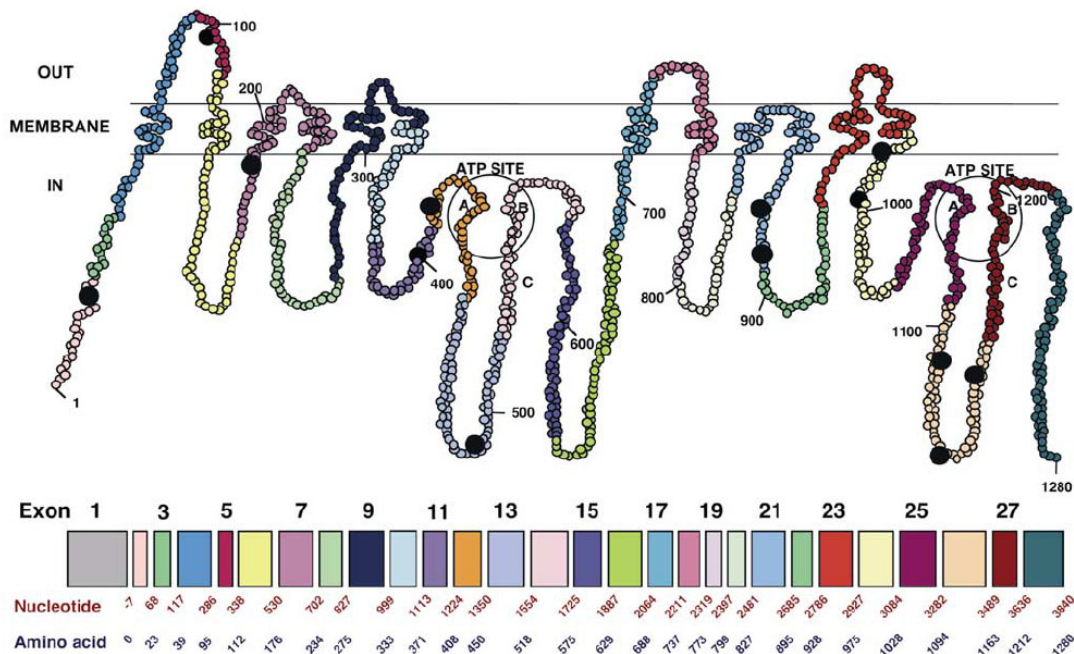 100
OUT
200
MEMBRANE
300
ATP SITE
ATP SITE
IN
A
B
700
1000
A
1200
B
400
C
800
900
C
1100
600
1
500
1280
Exon 1 3 5 7 9 11 13 15 17 19 21 23 25 27
Nucleotide -7 68 117 286 338 530 702 827 999 1113 1224 1350 1554 1725 1887 2064 2211 2319 2397 2481 2685 2786 2927 3084 3282 3489 3636 3840
Amino acid 0 23 39 95 112 176 234 275 333 371 408 450 518 575 629 688 737 773 799 827 895 928 975 1028 1094 1163 1212 1280